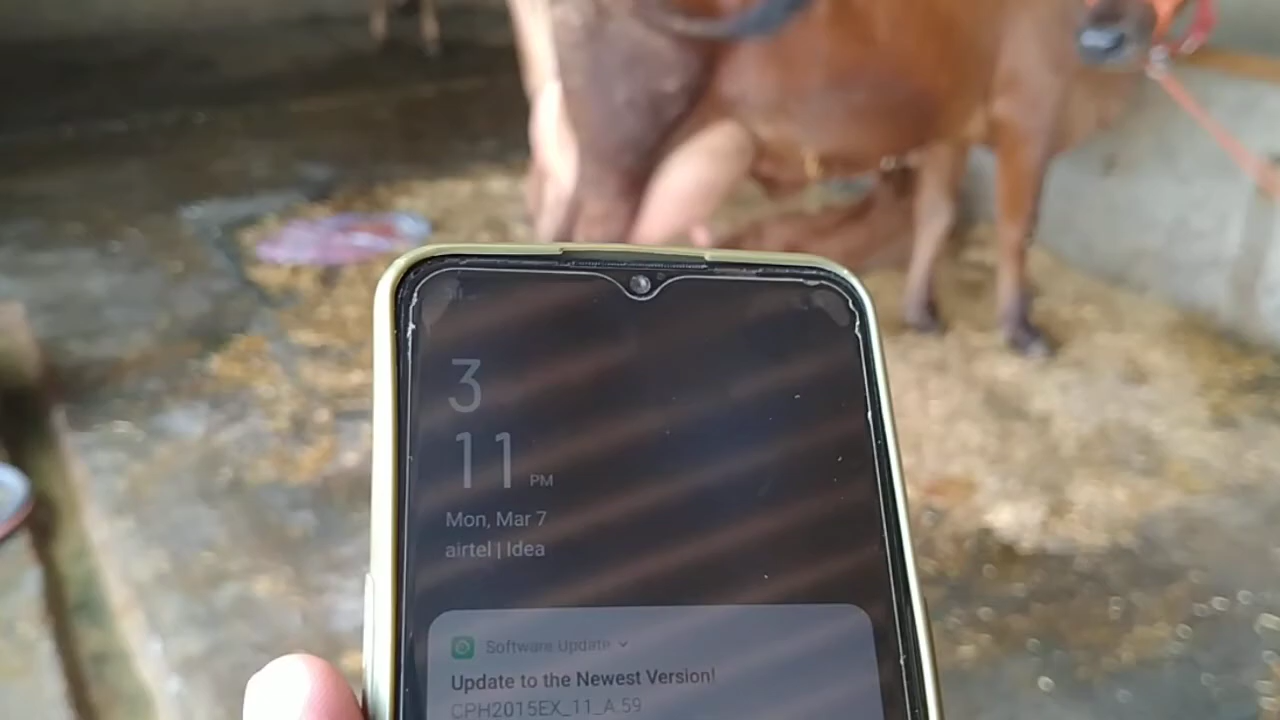 3
11 PM
Mon, Mar 7
airtel | Idea
Software Update
Update to the Newest Version!
CPH2015EX_11_A.59